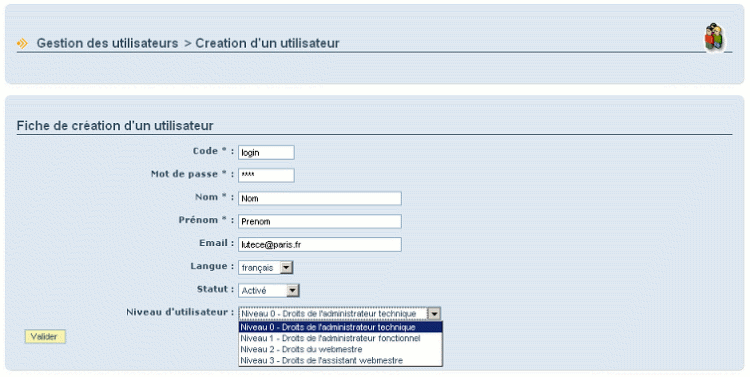 Gestion des utilisateurs > Creation d'un utilisateur
Fiche de création d'un utilisateur
Code * : login
Mot de passe * : ****
Nom * : Nom
Prénom * : Prenom
Email : lutece@paris.fr
Langue : français
Statut : Activé
Niveau d'utilisateur : Niveau 0 - Droits de l'administrateur technique
Niveau 0 - Droits de l'administrateur technique
Niveau 1 - Droits de l'administrateur fonctionnel
Niveau 2 - Droits du webmestre
Niveau 3 - Droits de l'assistant webmestre
Valider